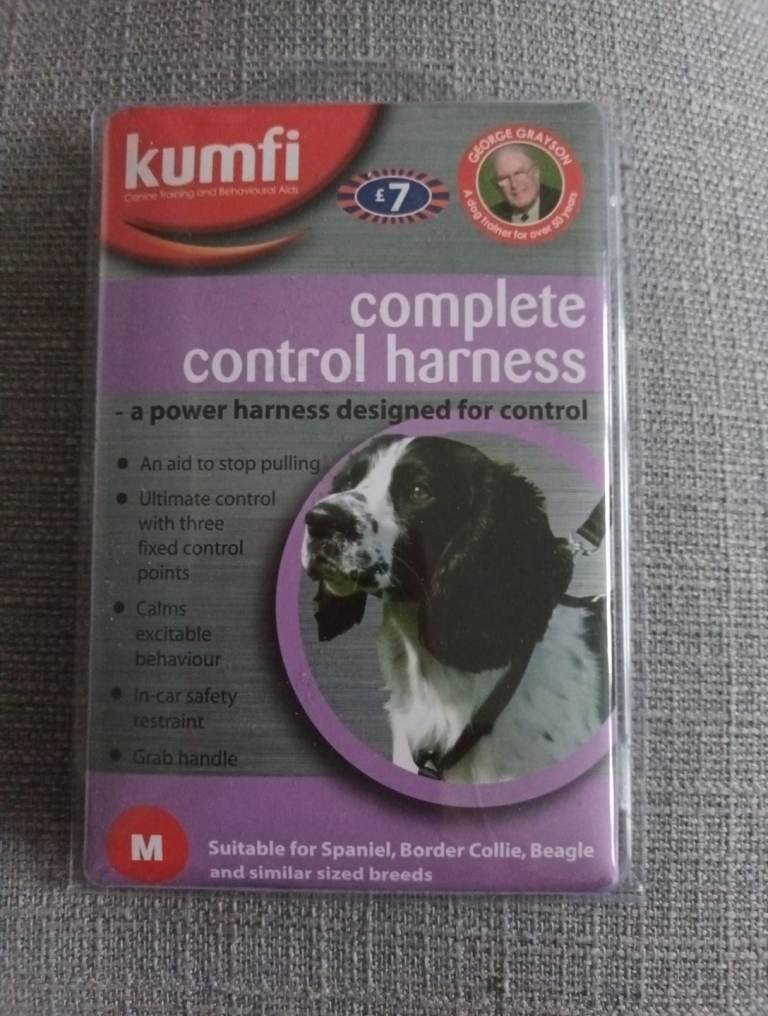 kumfi
Canine Training and Behavioural Aids
£7
GEORGE GRAYSON
A dog trainer for over 50 years
complete
control harness
- a power harness designed for control
• An aid to stop pulling
• Ultimate control
with three
fixed control
points
• Calms
excitable
behaviour
• In-car safety
restraint
• Grab handle
M
Suitable for Spaniel, Border Collie, Beagle
and similar sized breeds